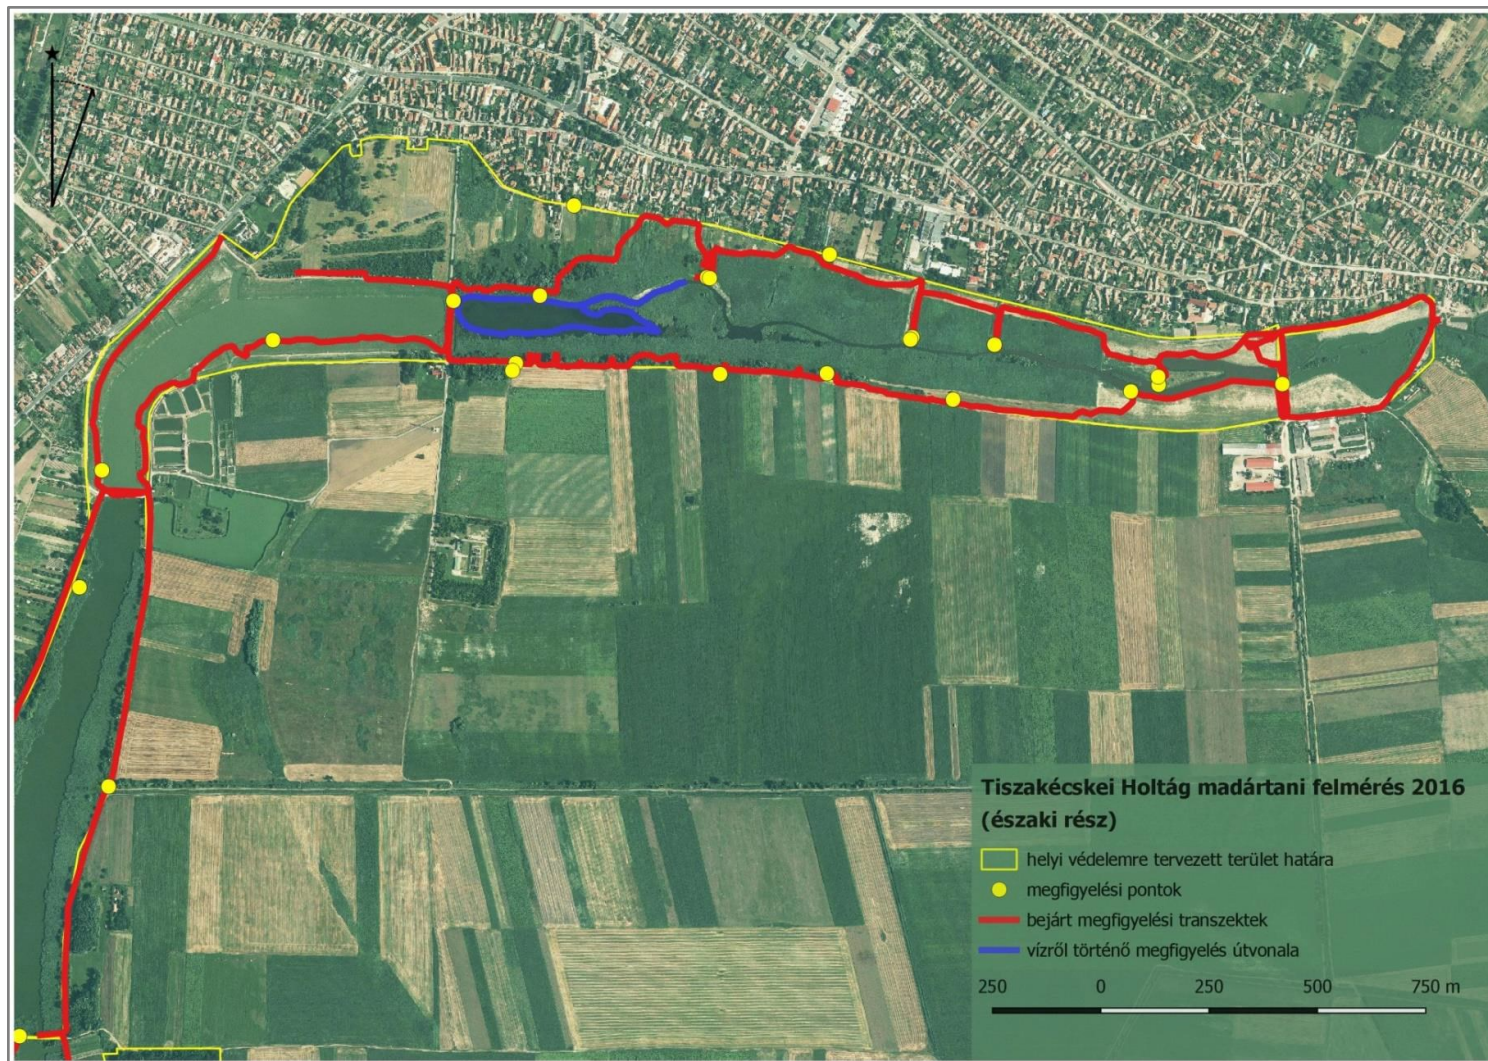 Tiszakécskei Holtág madártani felmérés 2016
(északi rész)
helyi védelemre tervezett terület határa
megfigyelési pontok
bejárt megfigyelési transzektek
vízről történő megfigyelés útvonala
250 0 250 500 750 m